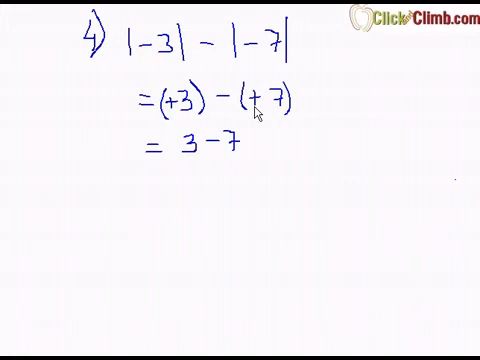 ClickClimb.com
4) |-3| - |-7|
= (+3) - (+7)
= 3 - 7